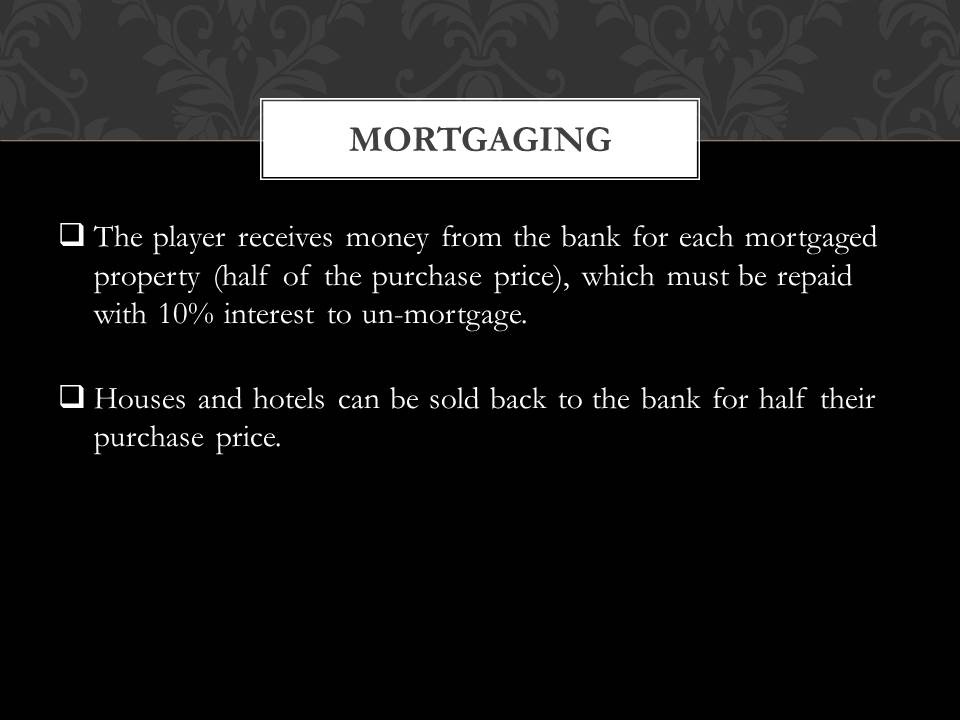 MORTGAGING
❑ The player receives money from the bank for each mortgaged
property (half of the purchase price), which must be repaid
with 10% interest to un-mortgage.
❑ Houses and hotels can be sold back to the bank for half their
purchase price.